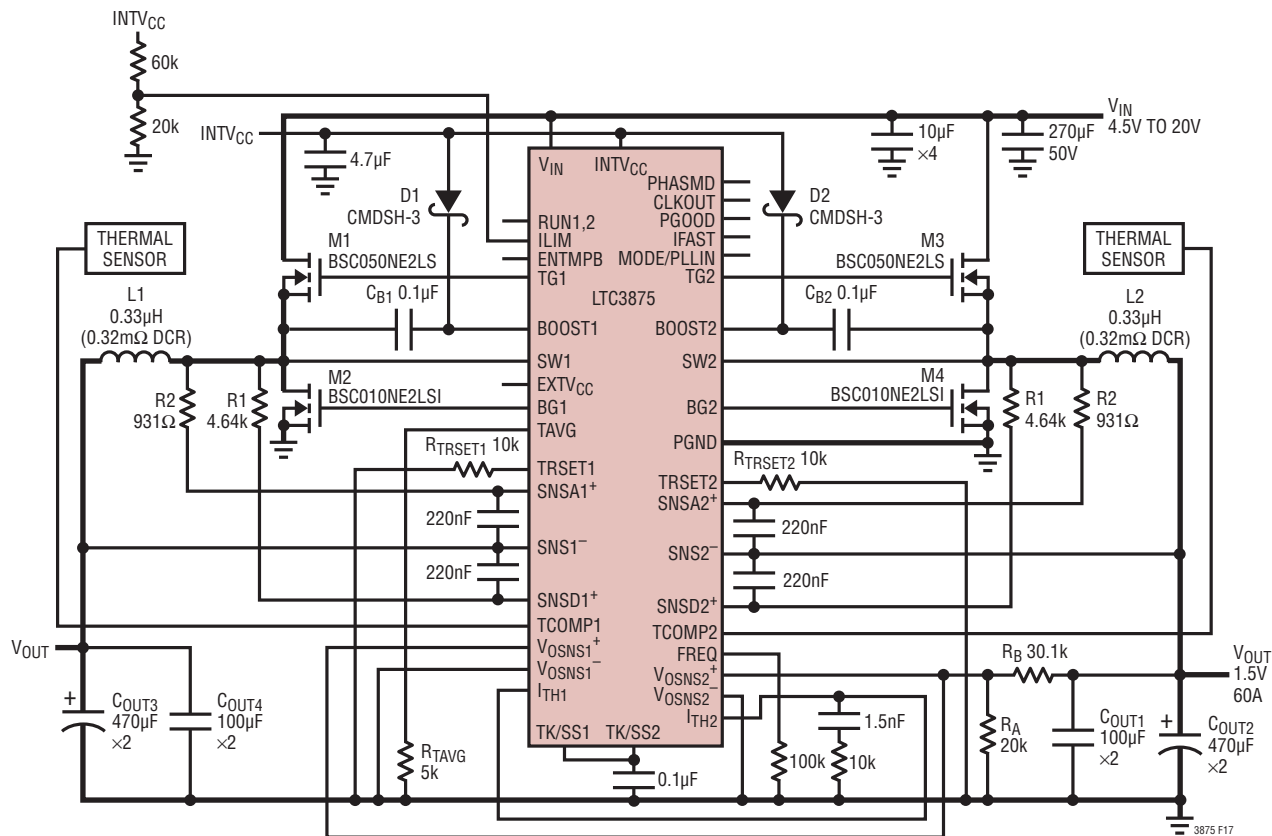 INTVCC
60k
20k
INTVCC
4.7µF
VIN
4.5V TO 20V
10µF
×4
270µF
50V
D1
CMDSH-3
D2
CMDSH-3
THERMAL
SENSOR
THERMAL
SENSOR
M1
BSC050NE2LS
M3
BSC050NE2LS
CB1 0.1µF
CB2 0.1µF
L1
0.33µH
(0.32mΩ DCR)
L2
0.33µH
(0.32mΩ DCR)
R2
931Ω
R1
4.64k
M2
BSC010NE2LSI
M4
BSC010NE2LSI
R1
4.64k
R2
931Ω
VIN
INTVCC
RUN1,2
ILIM
ENTMPB
TG1
LTC3875
BOOST1
SW1
EXTVCC
BG1
TAVG
TRSET1
SNSA1+
SNS1−
SNSD1+
TCOMP1
VOSNS1+
VOSNS1−
ITH1
TK/SS1
TK/SS2
PHASMD
CLKOUT
PGOOD
IFAST
MODE/PLLIN
TG2
BOOST2
SW2
BG2
PGND
TRSET2
SNSA2+
SNS2−
SNSD2+
TCOMP2
FREQ
VOSNS2+
VOSNS2−
ITH2
RTRSET1 10k
RTRSET2 10k
220nF
220nF
220nF
220nF
VOUT
COUT3
470µF
×2
COUT4
100µF
×2
RTAVG
5k
0.1µF
100k
1.5nF
10k
RB 30.1k
RA
20k
COUT1
100µF
×2
COUT2
470µF
×2
VOUT
1.5V
60A
+
+
3875 F17